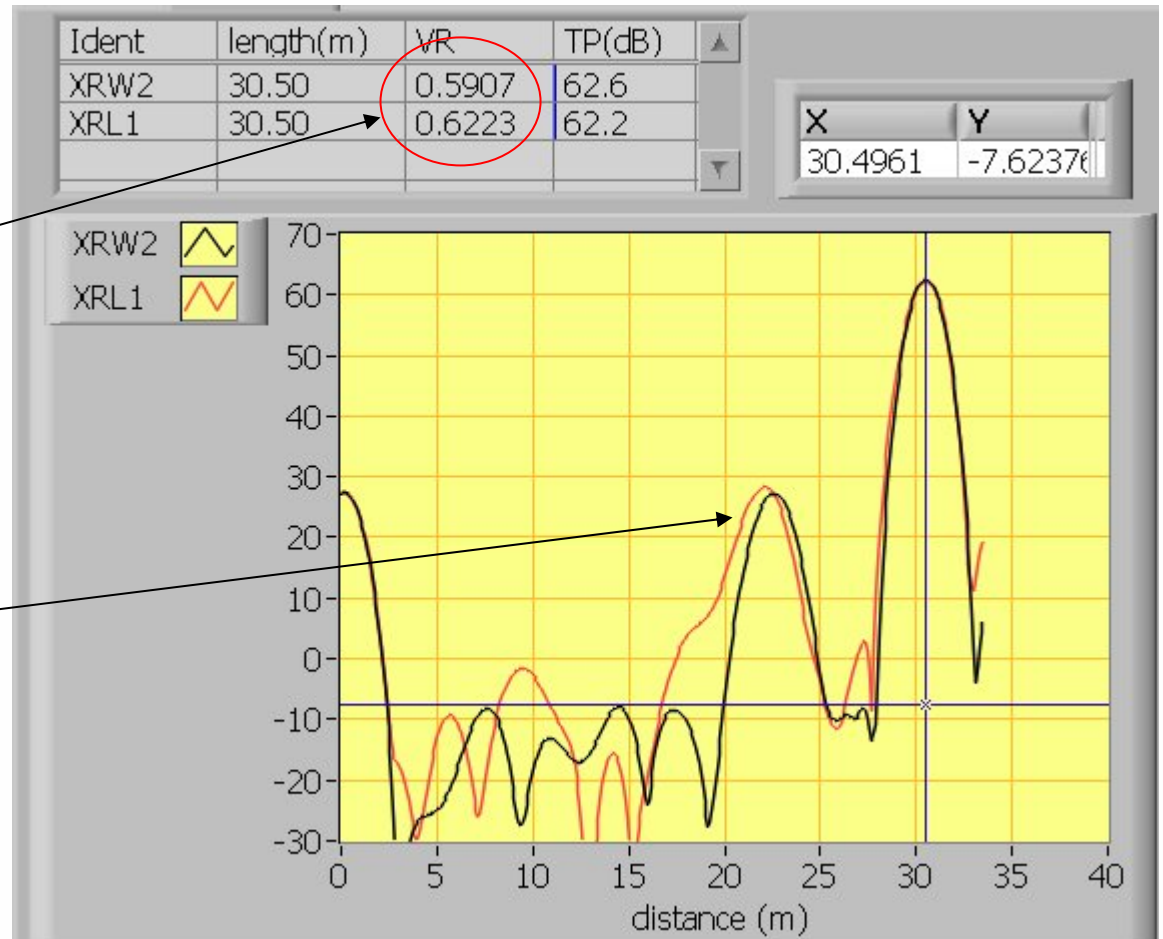 Ident length(m) VR TP(dB)
XRW2 30.50 0.5907 62.6
XRL1 30.50 0.6223 62.2
X Y
30.4961 -7.62376
XRW2
XRL1
70
60
50
40
30
20
10
0
-10
-20
-30
0 5 10 15 20 25 30 35 40
distance (m)